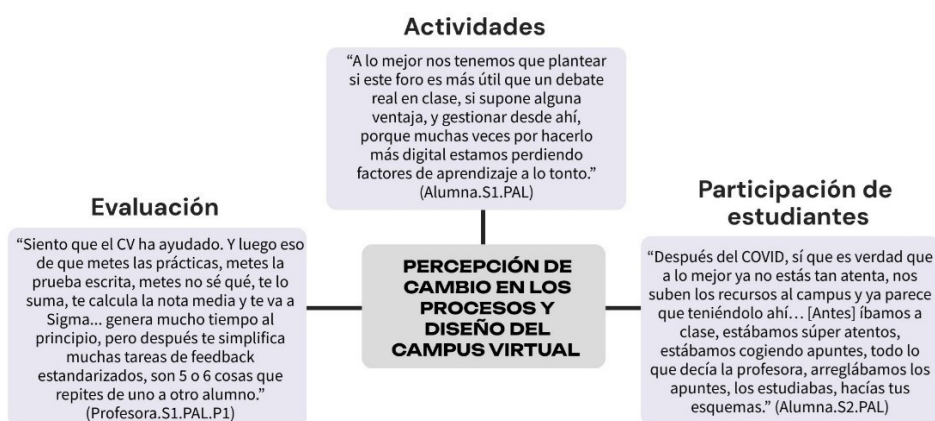 Actividades
“A lo mejor nos tenemos que plantear
si este foro es más útil que un debate
real en clase, si supone alguna
ventaja, y gestionar desde ahí,
porque muchas veces por hacerlo
más digital estamos perdiendo
factores de aprendizaje a lo tonto.”
(Alumna.S1.PAL)
Evaluación
“Siento que el CV ha ayudado. Y luego eso
de que metes las prácticas, metes la
prueba escrita, metes no sé qué, te lo
suma, te calcula la nota media y te va a
Sigma... genera mucho tiempo al
principio, pero después te simplifica
muchas tareas de feedback
estandarizados, son 5 o 6 cosas que
repites de uno a otro alumno.”
(Profesora.S1.PAL.P1)
PERCEPCIÓN DE
CAMBIO EN LOS
PROCESOS Y
DISEÑO DEL
CAMPUS VIRTUAL
Participación de
estudiantes
“Después del COVID, sí que es verdad que
a lo mejor ya no estás tan atenta, nos
suben los recursos al campus y ya parece
que teniéndolo ahí… [Antes] íbamos a
clase, estábamos súper atentos,
estábamos cogiendo apuntes, todo lo
que decía la profesora, arreglábamos los
apuntes, los estudiabas, hacías tus
esquemas.” (Alumna.S2.PAL)